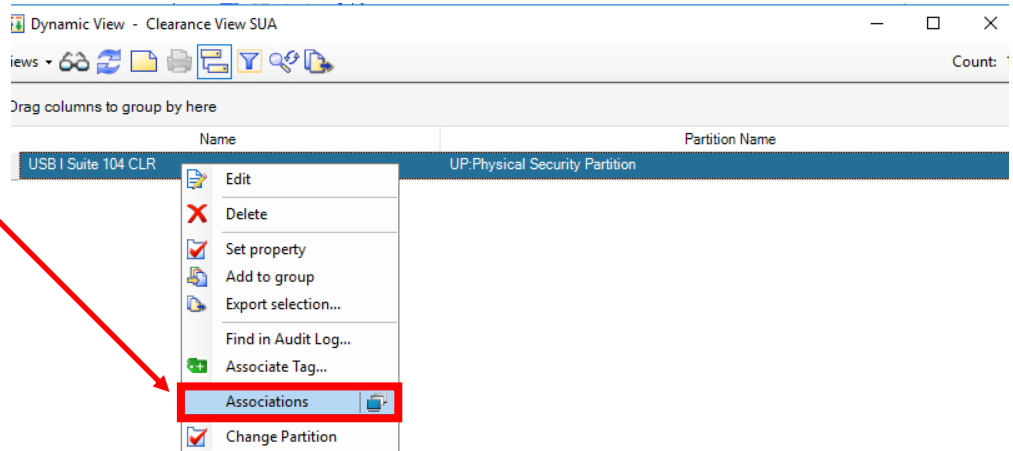 Dynamic View - Clearance View SUA
iews
Count:
Drag columns to group by here
Name Partition Name
USB I Suite 104 CLR UP:Physical Security Partition
Edit
Delete
Set property
Add to group
Export selection...
Find in Audit Log...
Associate Tag...
Associations
Change Partition